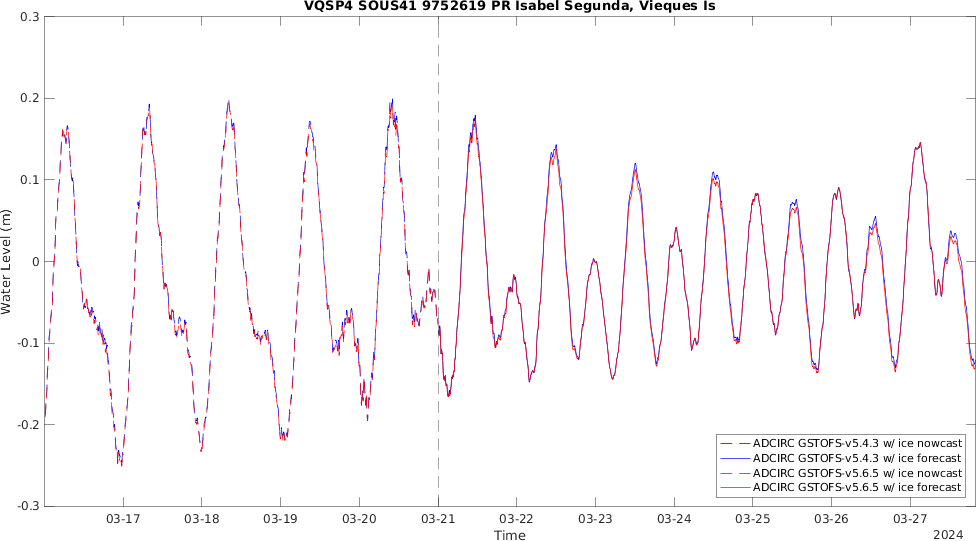 VQSP4 SOUS41 9752619 PR Isabel Segunda, Vieques Is
0.3
0.2
0.1
0
-0.1
-0.2
-0.3
Water Level (m)
03-17 03-18 03-19 03-20 03-21 03-22 03-23 03-24 03-25 03-26 03-27
Time
2024
ADCIRC GSTOFS-v5.4.3 w/ ice nowcast
ADCIRC GSTOFS-v5.4.3 w/ ice forecast
ADCIRC GSTOFS-v5.6.5 w/ ice nowcast
ADCIRC GSTOFS-v5.6.5 w/ ice forecast